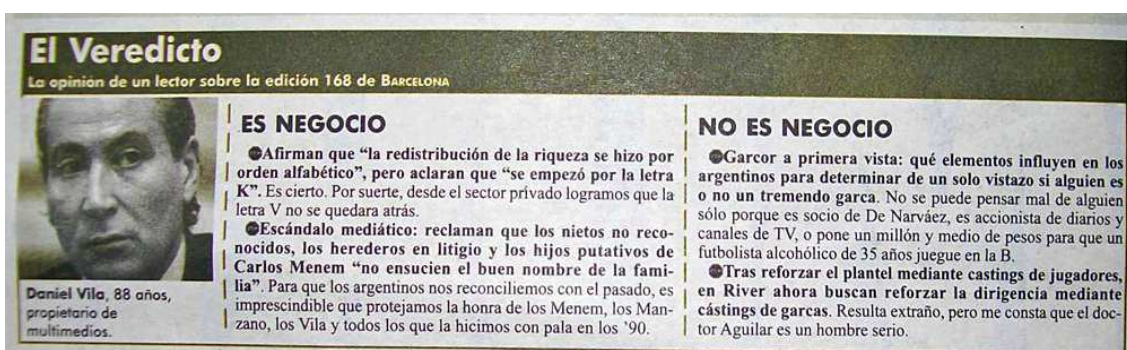 El Veredicto
La opinión de un lector sobre la edición 168 de BARCELONA
Daniel Vila, 88 años,
propietario de
multimedios.
ES NEGOCIO
Afirman que “la redistribución de la riqueza se hizo por
orden alfabético”, pero aclaran que “se empezó por la letra
K”. Es cierto. Por suerte, desde el sector privado logramos que la
letra V no se quedara atrás.
Escándalo mediático: reclaman que los nietos no reco-
nocidos, los herederos en litigio y los hijos putativos de
Carlos Menem “no ensucien el buen nombre de la fami-
lia”. Para que los argentinos nos reconciliemos con el pasado, es
imprescindible que protejamos la honra de los Menem, los Man-
zano, los Vila y todos los que la hicimos con pala en los ’90.
NO ES NEGOCIO
Garcor a primera vista: qué elementos influyen en los
argentinos para determinar de un solo vistazo si alguien es
o no un tremendo garca. No se puede pensar mal de alguien
sólo porque es socio de De Narváez, es accionista de diarios y
canales de TV, o pone un millón y medio de pesos para que un
futbolista alcohólico de 35 años juegue en la B.
Tras reforzar el plantel mediante castings de jugadores,
en River ahora buscan reforzar la dirigencia mediante
cástings de garcas. Resulta extraño, pero me consta que el doc-
tor Aguilar es un hombre serio.